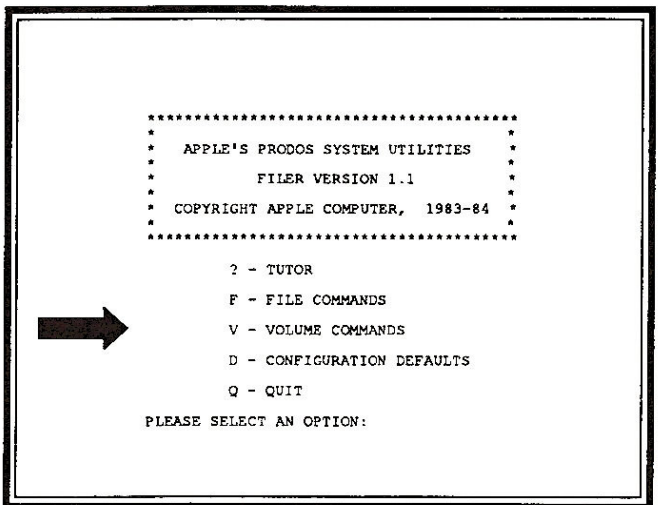 ****************************************
* *
* APPLE'S PRODOS SYSTEM UTILITIES *
* FILER VERSION 1.1 *
* COPYRIGHT APPLE COMPUTER, 1983-84 *
* *
****************************************
? - TUTOR
F - FILE COMMANDS
V - VOLUME COMMANDS
D - CONFIGURATION DEFAULTS
Q - QUIT
PLEASE SELECT AN OPTION: